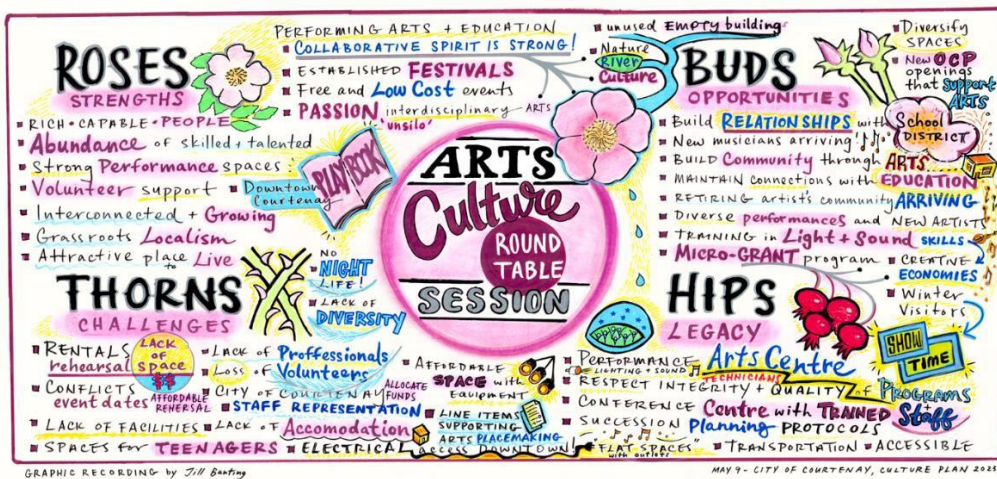 ROSES
STRENGTHS
RICH • CAPABLE • PEOPLE
Abundance of skilled + talented
Strong Performance spaces
Volunteer support
Downtown
Courtenay
PLAY BOOK
Interconnected + Growing
Grassroots Localism
Attractive place to Live
PERFORMING ARTS + EDUCATION
COLLABORATIVE SPIRIT IS STRONG!
ESTABLISHED FESTIVALS
Free and Low Cost events
PASSION, interdisciplinary - ARTS
'unsilo'
unused EMPTY building
Nature
River
Culture
ARTS
Culture
ROUND
TABLE
SESSION
BUDS
OPPORTUNITIES
Diversify
SPACES
New OCP
openings
that Support
ARTS
Build RELATIONSHIPS with
School
DISTRICT
New musicians arriving
BUILD Community through ARTS
MAINTAIN connections with EDUCATION
RETIRING artists community ARRIVING
Diverse performances and NEW ARTISTS
TRAINING in Light + Sound SKILLS
MICRO-GRANT program
CREATIVE
ECONOMIES
Winter
Visitors
THORNS
CHALLENGES
NO
NIGHT
LIFE!
LACK OF
DIVERSITY
RENTALS
rehearsal
LACK
OF
space
$$
CONFLICTS
event dates
AFFORDABLE
REHERSAL
LACK OF FACILITIES
SPACES for TEENAGERS
LACK OF Proffessionals
Loss of Volunteers
CITY OF COURTENAY
ALLOCATE
FUNDS
STAFF REPRESENTATION
LACK OF Accomodation
ELECTRICAL access DOWNTOWN!
AFFORDABLE
SPACE with
EQUIPMENT
LINE ITEMS
SUPPORTING
ARTS PLACEMAKING
HIPS
LEGACY
SHOW
TIME
PERFORMANCE Arts Centre
LIGHTING + SOUND
TECHNICIANS
RESPECT INTEGRITY + QUALITY of PROGRAMS
+ Staff
CONFERENCE Centre with TRAINED
SUCCESSION Planning PROTOCOLS
FLAT SPACES
with outlets
TRANSPORTATION
ACCESSIBLE
GRAPHIC RECORDING by Jill Banting
MAY 9 - CITY OF COURTENAY, CULTURE PLAN 2025